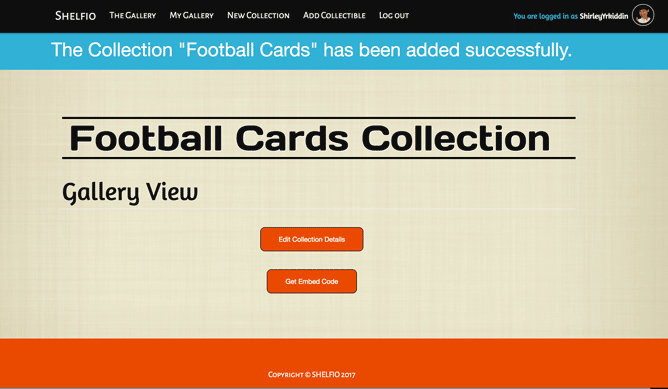 SHELFIO THE GALLERY MY GALLERY NEW COLLECTION ADD COLLECTIBLE LOG OUT You are logged in as ShirleyYrkiddin
The Collection "Football Cards" has been added successfully.
Football Cards Collection
Gallery View
Edit Collection Details
Get Embed Code
COPYRIGHT © SHELFIO 2017